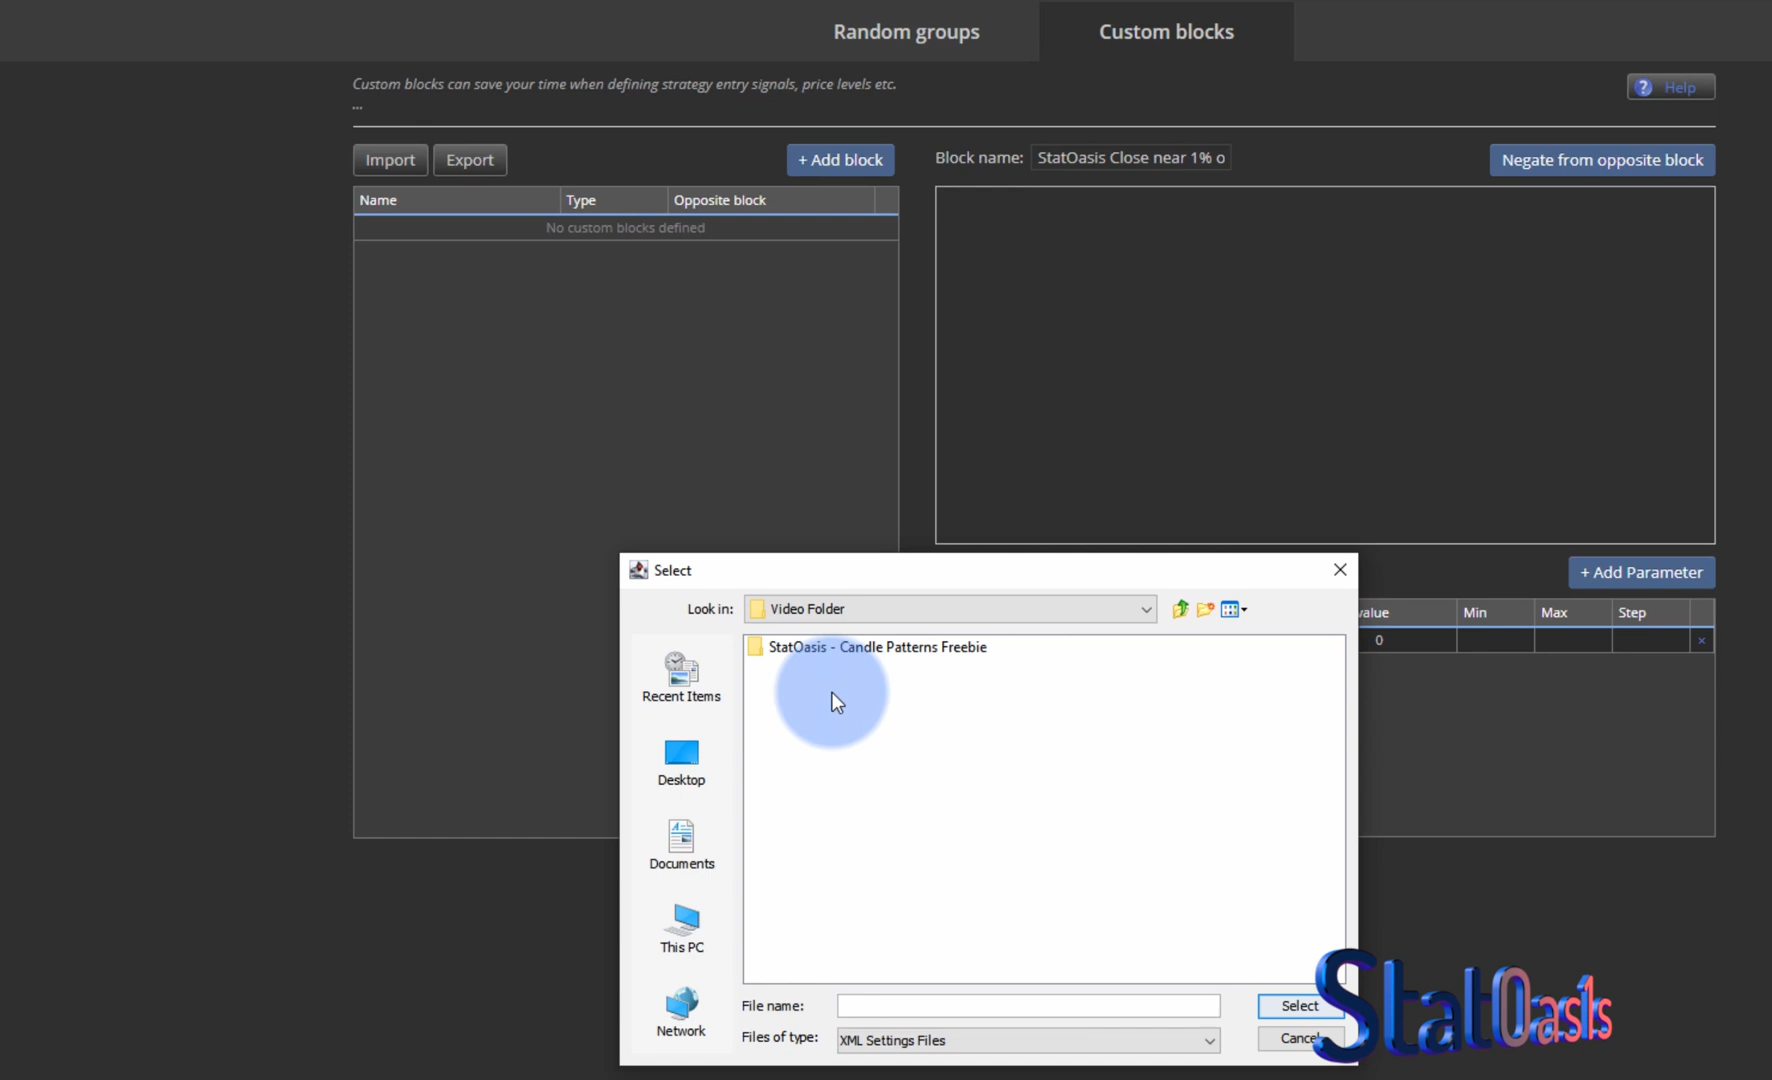 Random groups
Custom blocks
Custom blocks can save your time when defining strategy entry signals, price levels etc.
...
Help
Import
Export
+ Add block
Block name:
StatOasis Close near 1% o
Negate from opposite block
Name
Type
Opposite block
No custom blocks defined
+ Add Parameter
value
Min
Max
Step
0
×
Select
Look in:
Video Folder
StatOasis - Candle Patterns Freebie
Recent Items
Desktop
Documents
This PC
Network
File name:
Select
Files of type:
XML Settings Files
Cancel
StatOasis